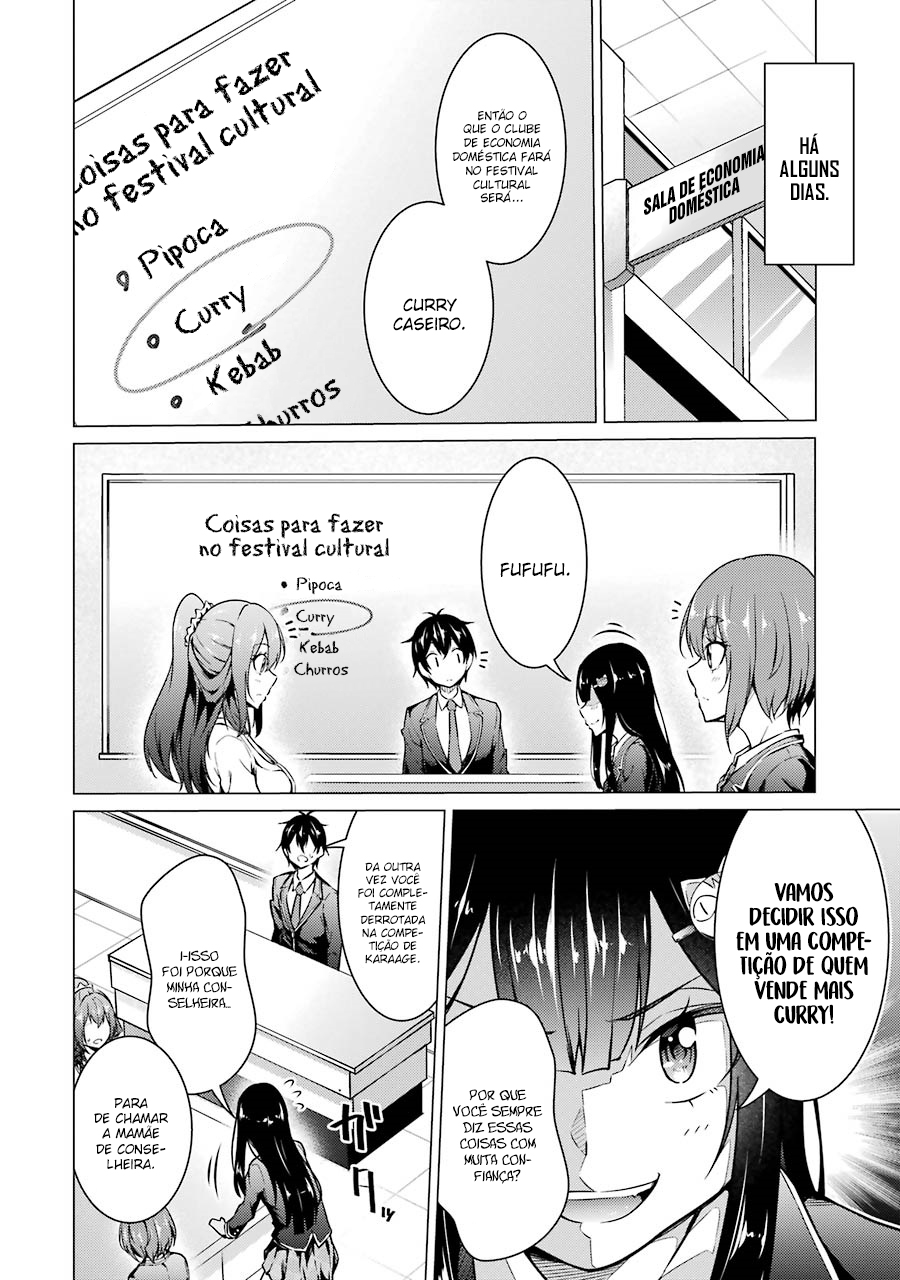 HÁ
ALGUNS
DIAS.
SALA DE ECONOMIA
DOMÉSTICA
ENTÃO O
QUE O CLUBE
DE ECONOMIA
DOMÉSTICA FARÁ
NO FESTIVAL
CULTURAL
SERÁ...
CURRY
CASEIRO.
Coisas para fazer
no festival cultural
• Pipoca
• Curry
• Kebab
Churros
FUFUFU.
Coisas para fazer
no festival cultural
• Pipoca
Curry
Kebab
Churros
VAMOS
DECIDIR ISSO
EM UMA COMPE-
TIÇÃO DE QUEM
VENDE MAIS
CURRY!
POR QUE
VOCÊ SEMPRE
DIZ ESSAS
COISAS COM
MUITA CON-
FIANÇA?
DA OUTRA
VEZ VOCÊ
FOI COMPLE-
TAMENTE
DERROTADA
NA COMPE-
TIÇÃO DE
KARAAGE.
I-ISSO
FOI PORQUE
MINHA CON-
SELHEIRA..
PARA
DE CHAMAR
A MAMÃE
DE CONSE-
LHEIRA.
ガタッ